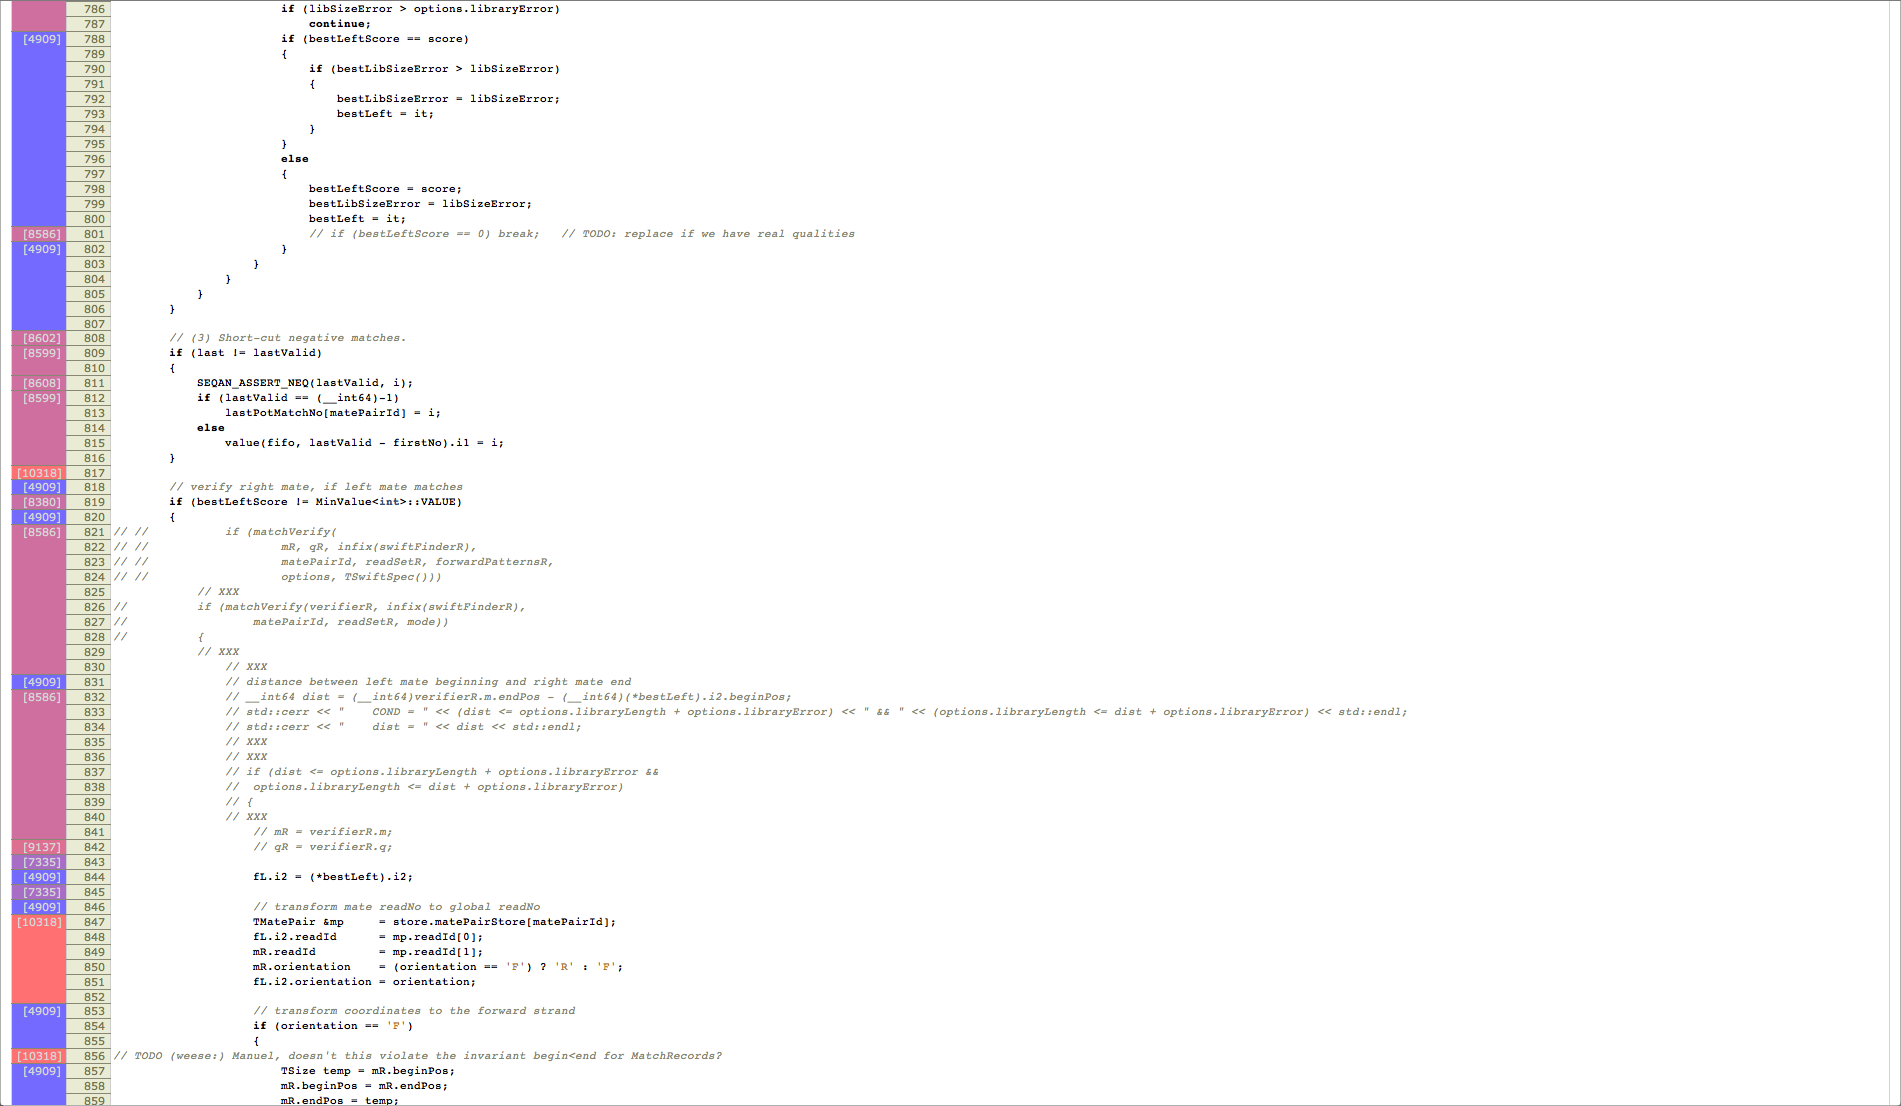 786 if (libSizeError > options.libraryError)
787 continue;
[4909] 788 if (bestLeftScore == score)
789 {
790 if (bestLibSizeError > libSizeError)
791 {
792 bestLibSizeError = libSizeError;
793 bestLeft = it;
794 }
795 }
796 else
797 {
798 bestLeftScore = score;
799 bestLibSizeError = libSizeError;
800 bestLeft = it;
[8586] 801 // if (bestLeftScore == 0) break;   // TODO: replace if we have real qualities
[4909] 802 }
803 }
804 }
805 }
806 }
807
[8602] 808 // (3) Short-cut negative matches.
[8599] 809 if (last != lastValid)
810 {
[8608] 811 SEQAN_ASSERT_NEQ(lastValid, i);
[8599] 812 if (lastValid == (__int64)-1)
813 lastPotMatchNo[matePairId] = i;
814 else
815 value(fifo, lastValid - firstNo).i1 = i;
816 }
[10318] 817
[4909] 818 // verify right mate, if left mate matches
[8380] 819 if (bestLeftScore != MinValue<int>::VALUE)
[4909] 820 {
[8586] 821 // // if (matchVerify(
822 // // mR, qR, infix(swiftFinderR),
823 // // matePairId, readSetR, forwardPatternsR,
824 // // options, TSwiftSpec()))
825 // XXX
826 // if (matchVerify(verifierR, infix(swiftFinderR),
827 // matePairId, readSetR, mode))
828 // {
829 // XXX
830 // XXX
[4909] 831 // distance between left mate beginning and right mate end
[8586] 832 // __int64 dist = (__int64)verifierR.m.endPos - (__int64)(*bestLeft).i2.beginPos;
833 // std::cerr << "    COND = " << (dist <= options.libraryLength + options.libraryError) << " && " << (options.libraryLength <= dist + options.libraryError) << std::endl;
834 // std::cerr << "    dist = " << dist << std::endl;
835 // XXX
836 // XXX
837 // if (dist <= options.libraryLength + options.libraryError &&
838 //  options.libraryLength <= dist + options.libraryError)
839 // {
840 // XXX
841 // mR = verifierR.m;
[9137] 842 // qR = verifierR.q;
[7335] 843
[4909] 844 fL.i2 = (*bestLeft).i2;
[7335] 845
[4909] 846 // transform mate readNo to global readNo
[10318] 847 TMatePair &mp     = store.matePairStore[matePairId];
848 fL.i2.readId      = mp.readId[0];
849 mR.readId         = mp.readId[1];
850 mR.orientation    = (orientation == 'F') ? 'R' : 'F';
851 fL.i2.orientation = orientation;
852
[4909] 853 // transform coordinates to the forward strand
854 if (orientation == 'F')
855 {
[10318] 856 // TODO (weese:) Manuel, doesn't this violate the invariant begin<end for MatchRecords?
[4909] 857 TSize temp = mR.beginPos;
858 mR.beginPos = mR.endPos;
859 mR.endPos = temp;